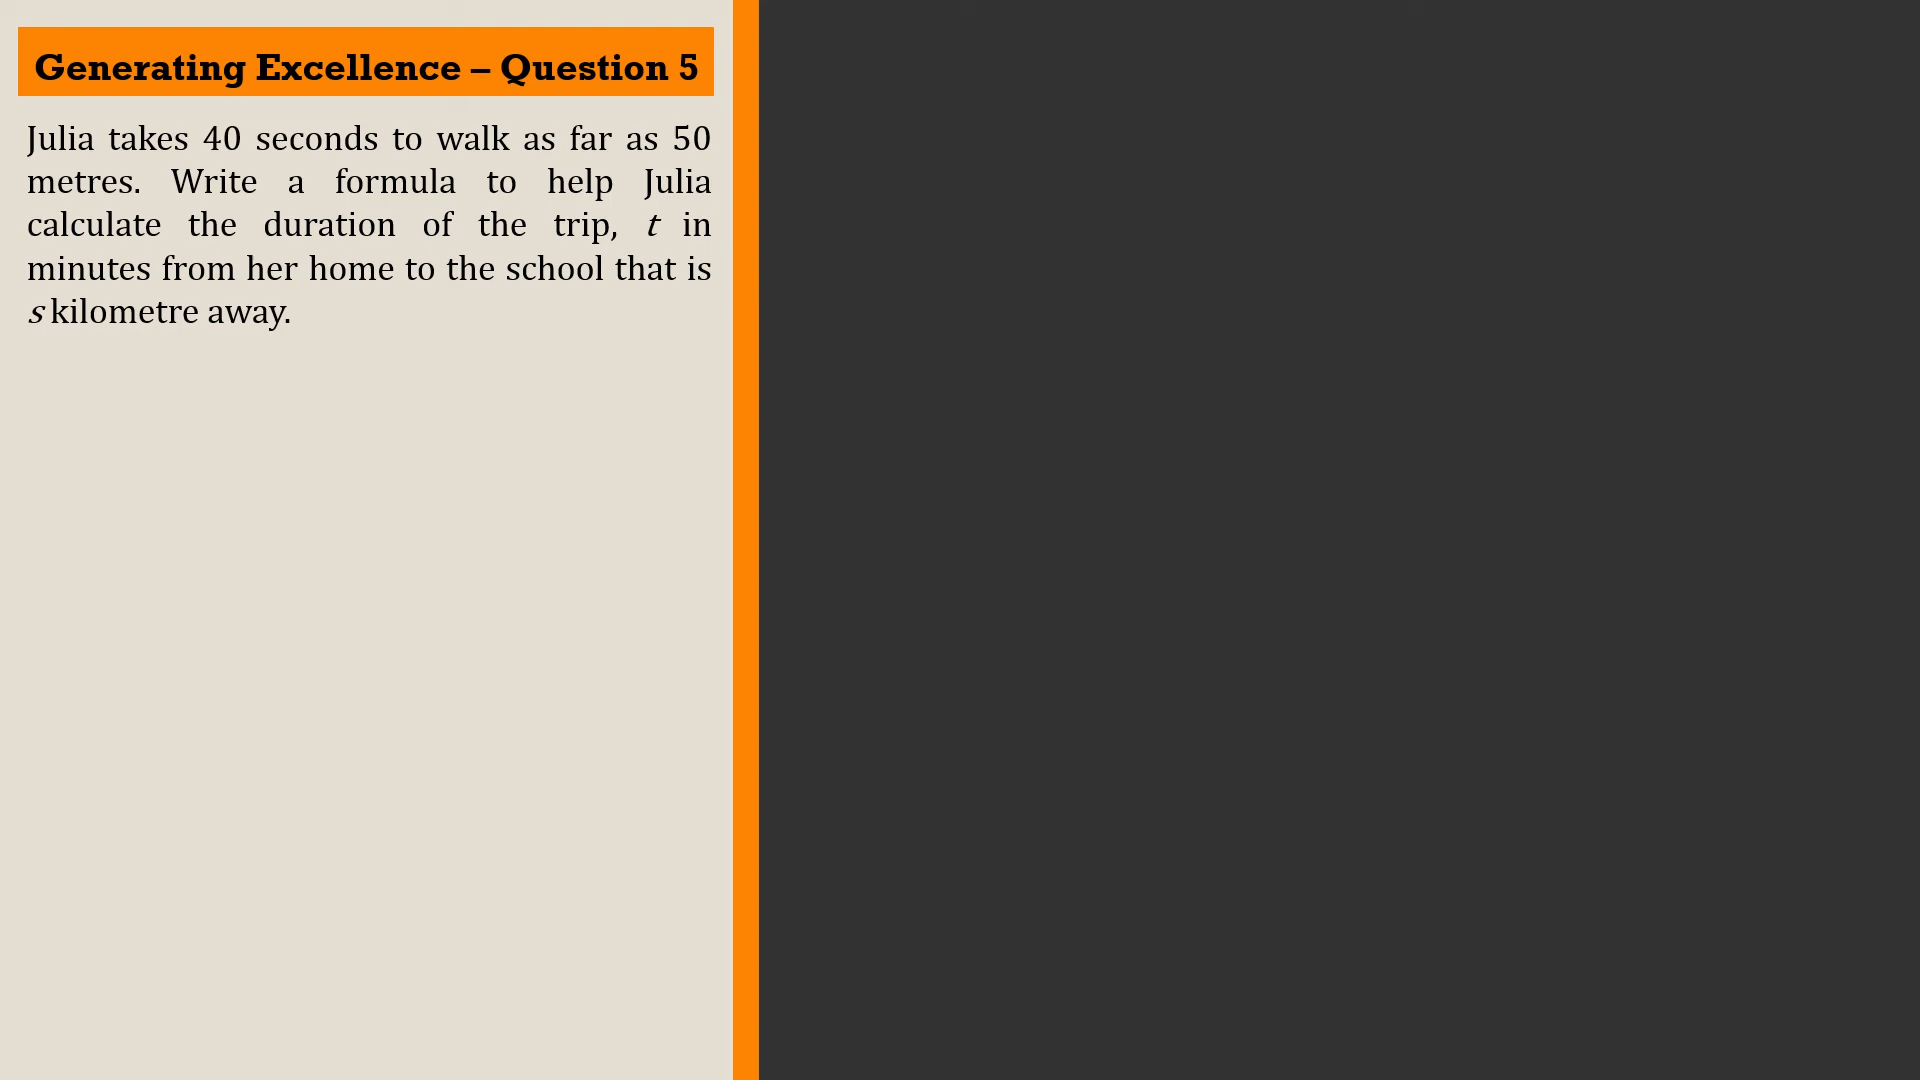 Generating Excellence – Question 5
Julia takes 40 seconds to walk as far as 50
metres. Write a formula to help Julia
calculate the duration of the trip, t in
minutes from her home to the school that is
s kilometre away.